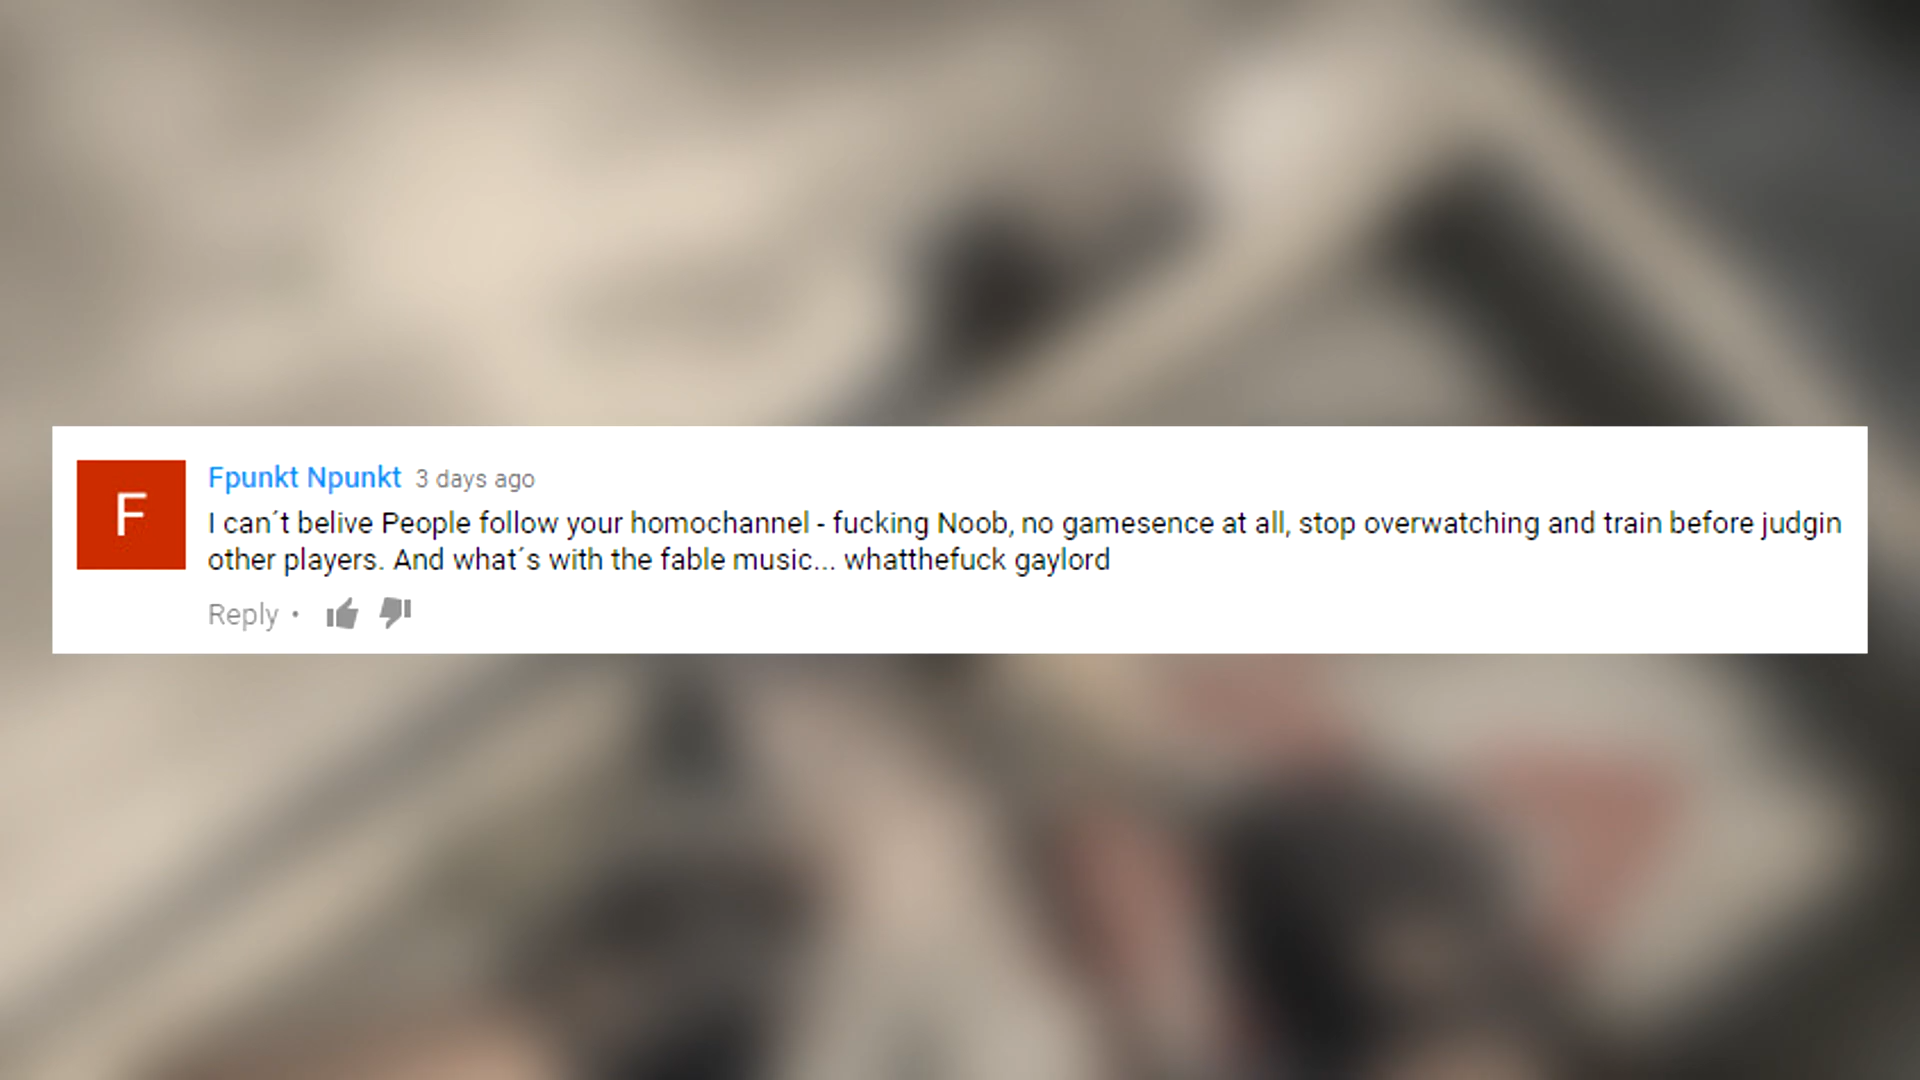 F
Fpunkt Npunkt 3 days ago
I can´t belive People follow your homochannel - fucking Noob, no gamesence at all, stop overwatching and train before judgin
other players. And what´s with the fable music... whatthefuck gaylord
Reply •